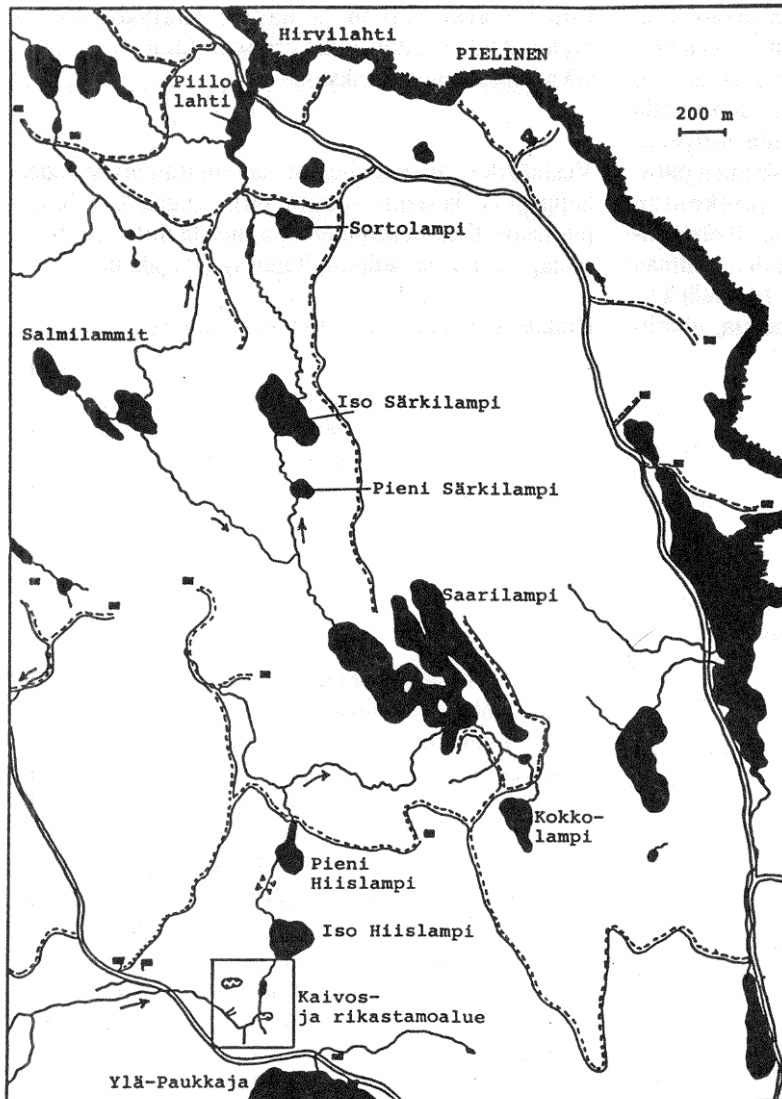 Hirvilahti
PIELINEN
Piilo
lahti
200 m
Sortolampi
Salmilammit
Iso Särkilampi
Pieni Särkilampi
Saarilampi
Kokko-
lampi
Pieni
Hiislampi
Iso Hiislampi
Kaivos-
ja rikastamoalue
Ylä-Paukkaja